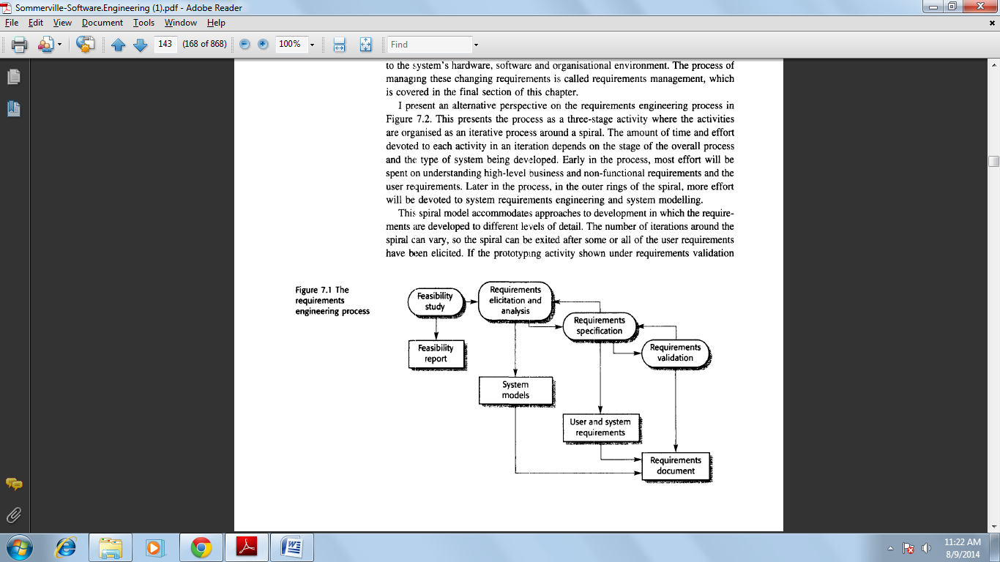 Sommerville-Software.Engineering (1).pdf - Adobe Reader
File Edit View Document Tools Window Help
143 (168 of 868) 100% Find
to the system's hardware, software and organisational environment. The process of
managing these changing requirements is called requirements management, which
is covered in the final section of this chapter.
I present an alternative perspective on the requirements engineering process in
Figure 7.2. This presents the process as a three-stage activity where the activities
are organised as an iterative process around a spiral. The amount of time and effort
devoted to each activity in an iteration depends on the stage of the overall process
and the type of system being developed. Early in the process, most effort will be
spent on understanding high-level business and non-functional requirements and the
user requirements. Later in the process, in the outer rings of the spiral, more effort
will be devoted to system requirements engineering and system modelling.
This spiral model accommodates approaches to development in which the require-
ments are developed to different levels of detail. The number of iterations around the
spiral can vary, so the spiral can be exited after some or all of the user requirements
have been elicited. If the prototyping activity shown under requirements validation
Figure 7.1 The
requirements
engineering process
Feasibility
study
Requirements
elicitation and
analysis
Requirements
specification
Requirements
validation
Feasibility
report
System
models
User and system
requirements
Requirements
document
11:22 AM
8/9/2014